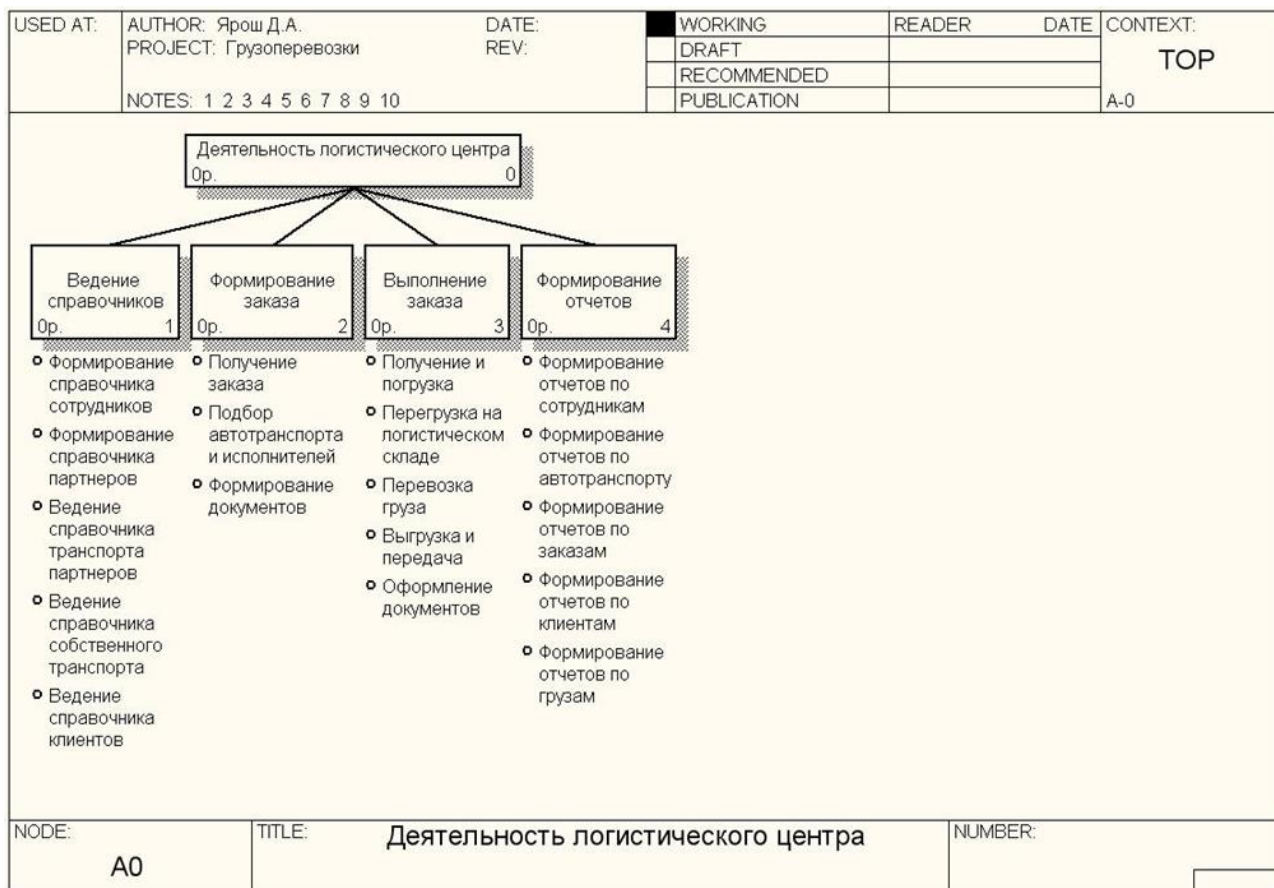 USED AT:
AUTHOR: Ярош Д.А.
DATE:
PROJECT: Грузоперевозки
REV:
NOTES: 1 2 3 4 5 6 7 8 9 10
WORKING
DRAFT
RECOMMENDED
PUBLICATION
READER
DATE
CONTEXT:
TOP
A-0
Деятельность логистического центра
0р. 0
Ведение
справочников
0р. 1
Формирование
заказа
0р. 2
Выполнение
заказа
0р. 3
Формирование
отчетов
0р. 4
Формирование
справочника
сотрудников
Формирование
справочника
партнеров
Ведение
справочника
транспорта
партнеров
Ведение
справочника
собственного
транспорта
Ведение
справочника
клиентов
Получение
заказа
Подбор
автотранспорта
и исполнителей
Формирование
документов
Получение и
погрузка
Перегрузка на
логистическом
складе
Перевозка
груза
Выгрузка и
передача
Оформление
документов
Формирование
отчетов по
сотрудникам
Формирование
отчетов по
автотранспорту
Формирование
отчетов по
заказам
Формирование
отчетов по
клиентам
Формирование
отчетов по
грузам
NODE:
A0
TITLE:
Деятельность логистического центра
NUMBER: